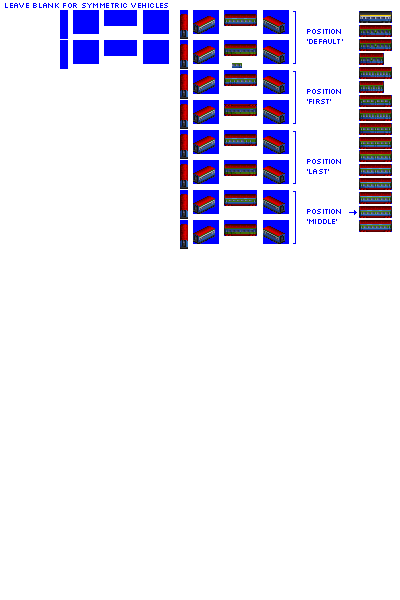 LEAVE BLANK FOR SYMMETRIC VEHICLES
POSITION
'DEFAULT'
POSITION
'FIRST'
POSITION
'LAST'
POSITION
'MIDDLE'